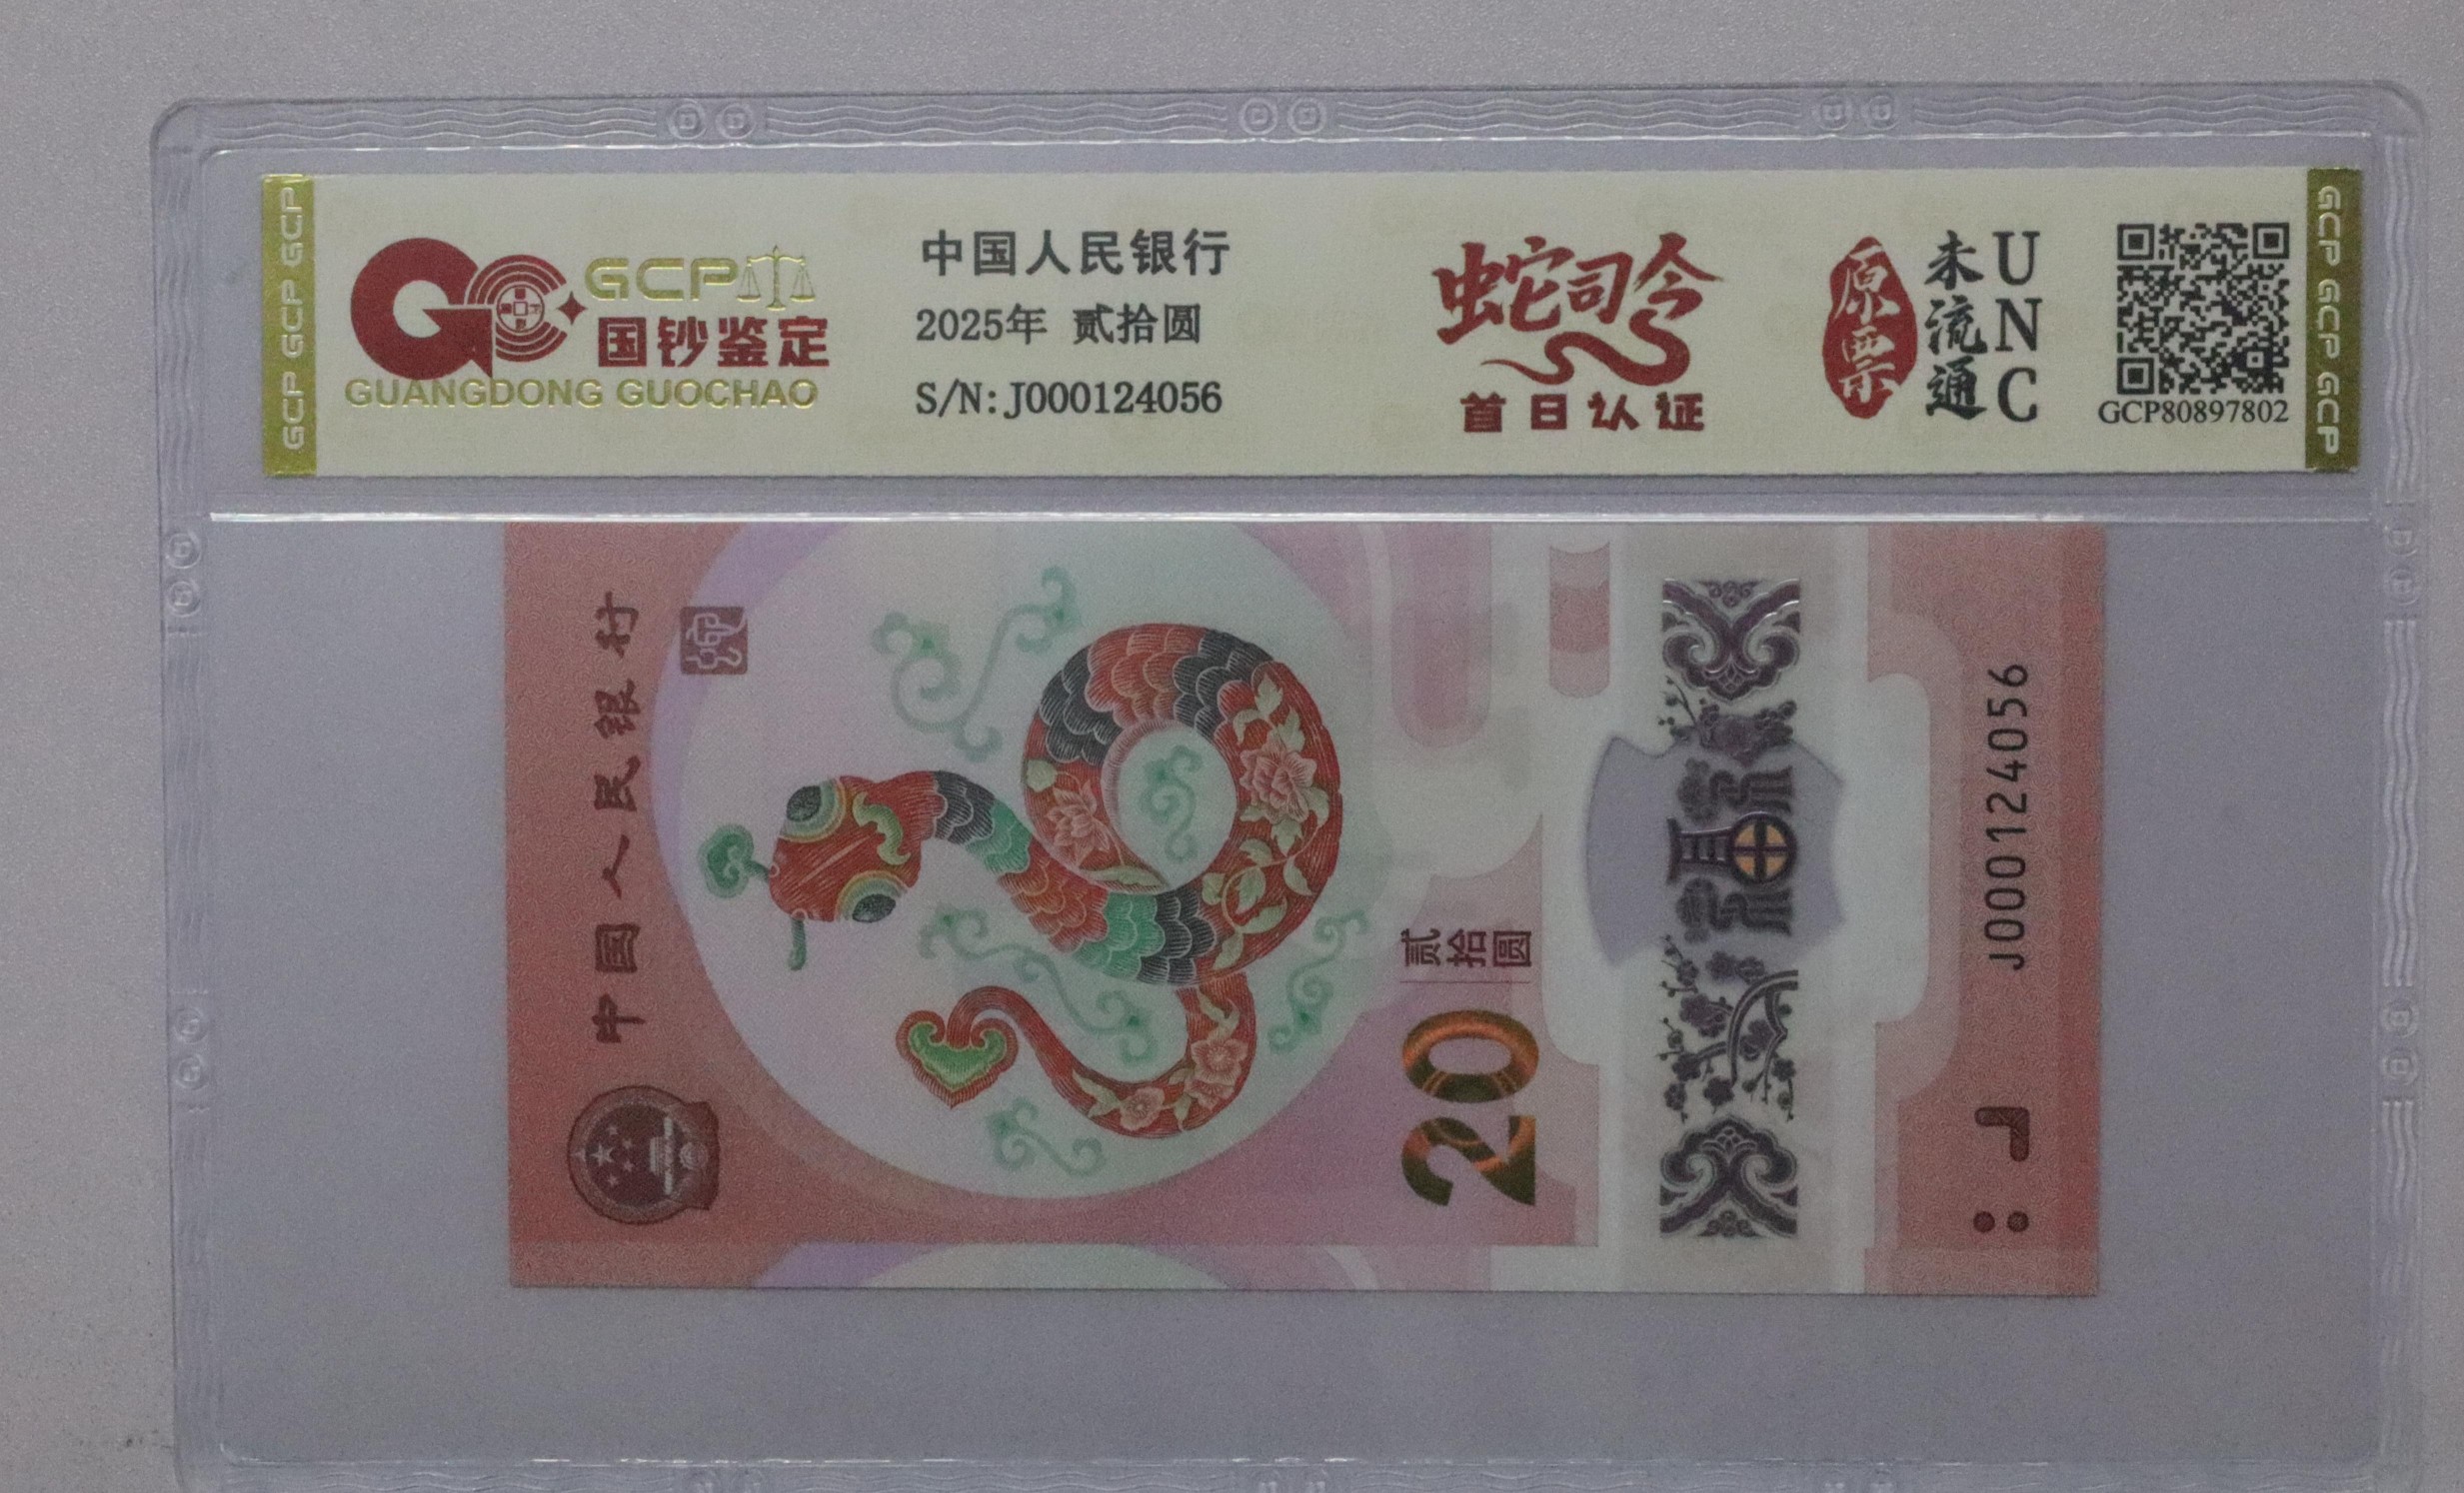 GCP GCP GCP
GCP
国钞鉴定
GUANGDONG GUOCHAO
中国人民银行
2025年 贰拾圆
S/N:J000124056
蛇司令
首日认证
原票
未流通
UNC
GCP80897802
GCP GCP GCP
中国人民银行
20
贰拾圆
福
J000124056